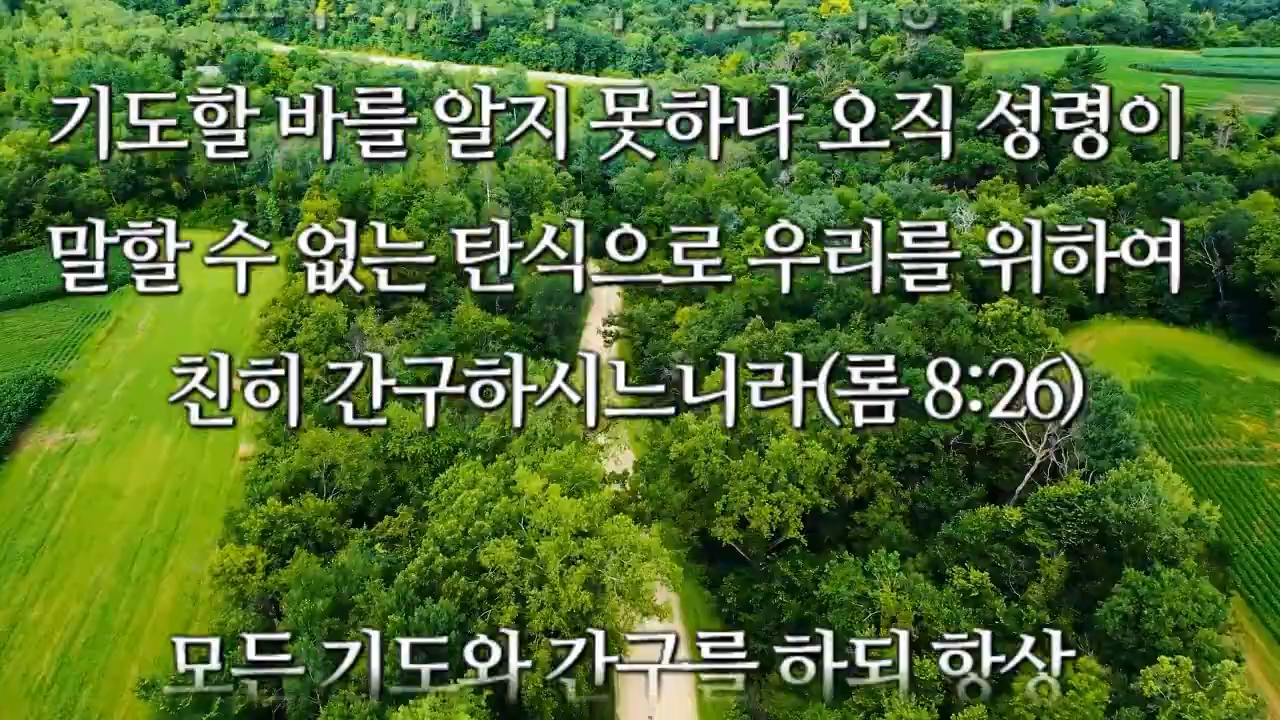 기도할 바를 알지 못하나 오직 성령이
말할 수 없는 탄식으로 우리를 위하여
친히 간구하시느니라(롬 8:26)
모든 기도와 간구를 하되 항상